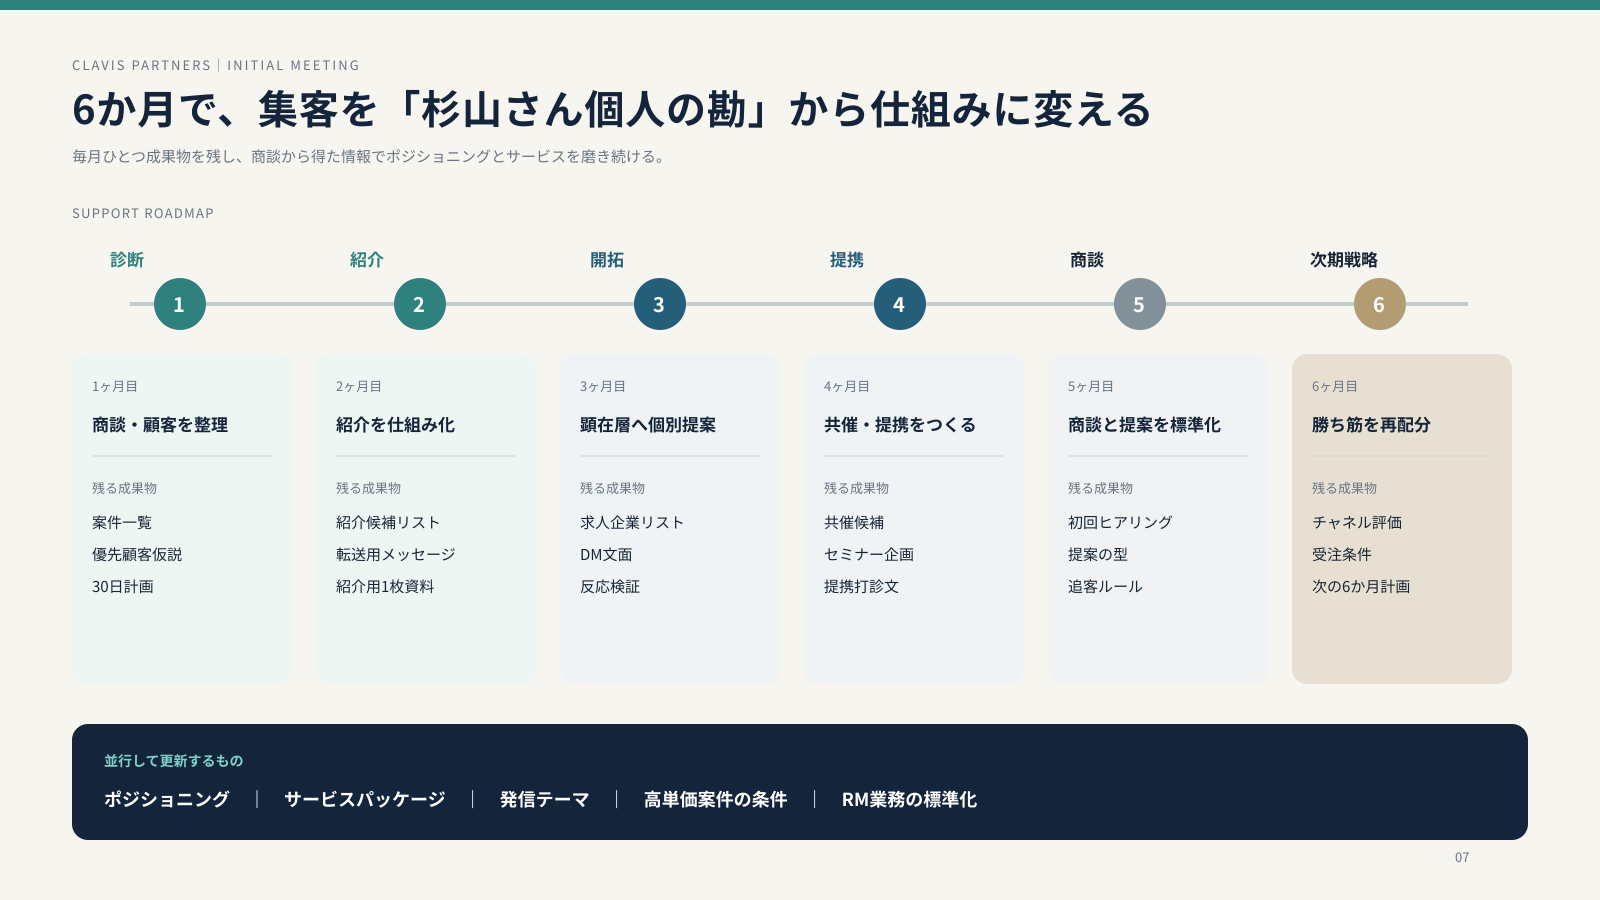 CLAVIS PARTNERS｜INITIAL MEETING
6か月で、集客を「杉山さん個人の勘」から仕組みに変える
毎月ひとつ成果物を残し、商談から得た情報でポジショニングとサービスを磨き続ける。
SUPPORT ROADMAP
診断
紹介
開拓
提携
商談
次期戦略
1
2
3
4
5
6
1ヶ月目
商談・顧客を整理
残る成果物
案件一覧
優先顧客仮説
30日計画
2ヶ月目
紹介を仕組み化
残る成果物
紹介候補リスト
転送用メッセージ
紹介用1枚資料
3ヶ月目
顕在層へ個別提案
残る成果物
求人企業リスト
DM文面
反応検証
4ヶ月目
共催・提携をつくる
残る成果物
共催候補
セミナー企画
提携打診文
5ヶ月目
商談と提案を標準化
残る成果物
初回ヒアリング
提案の型
追客ルール
6ヶ月目
勝ち筋を再配分
残る成果物
チャネル評価
受注条件
次の6か月計画
並行して更新するもの
ポジショニング ｜ サービスパッケージ ｜ 発信テーマ ｜ 高単価案件の条件 ｜ RM業務の標準化
07